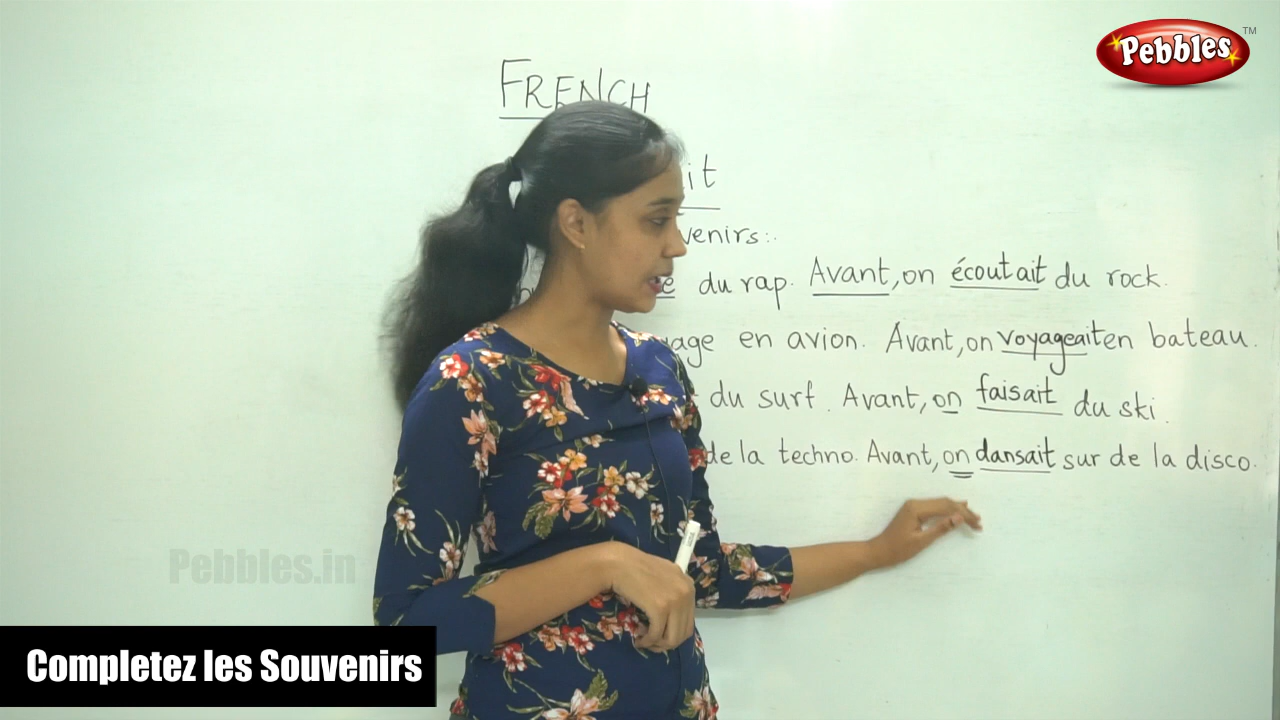 Pebbles TM
FRENCH
it
venirs:.
e du rap. Avant, on écoutait du rock.
age en avion. Avant, on voyageait en bateau.
du surf. Avant, on faisait du ski.
de la techno. Avant, on dansait sur de la disco.
Pebbles.in
Completez les Souvenirs